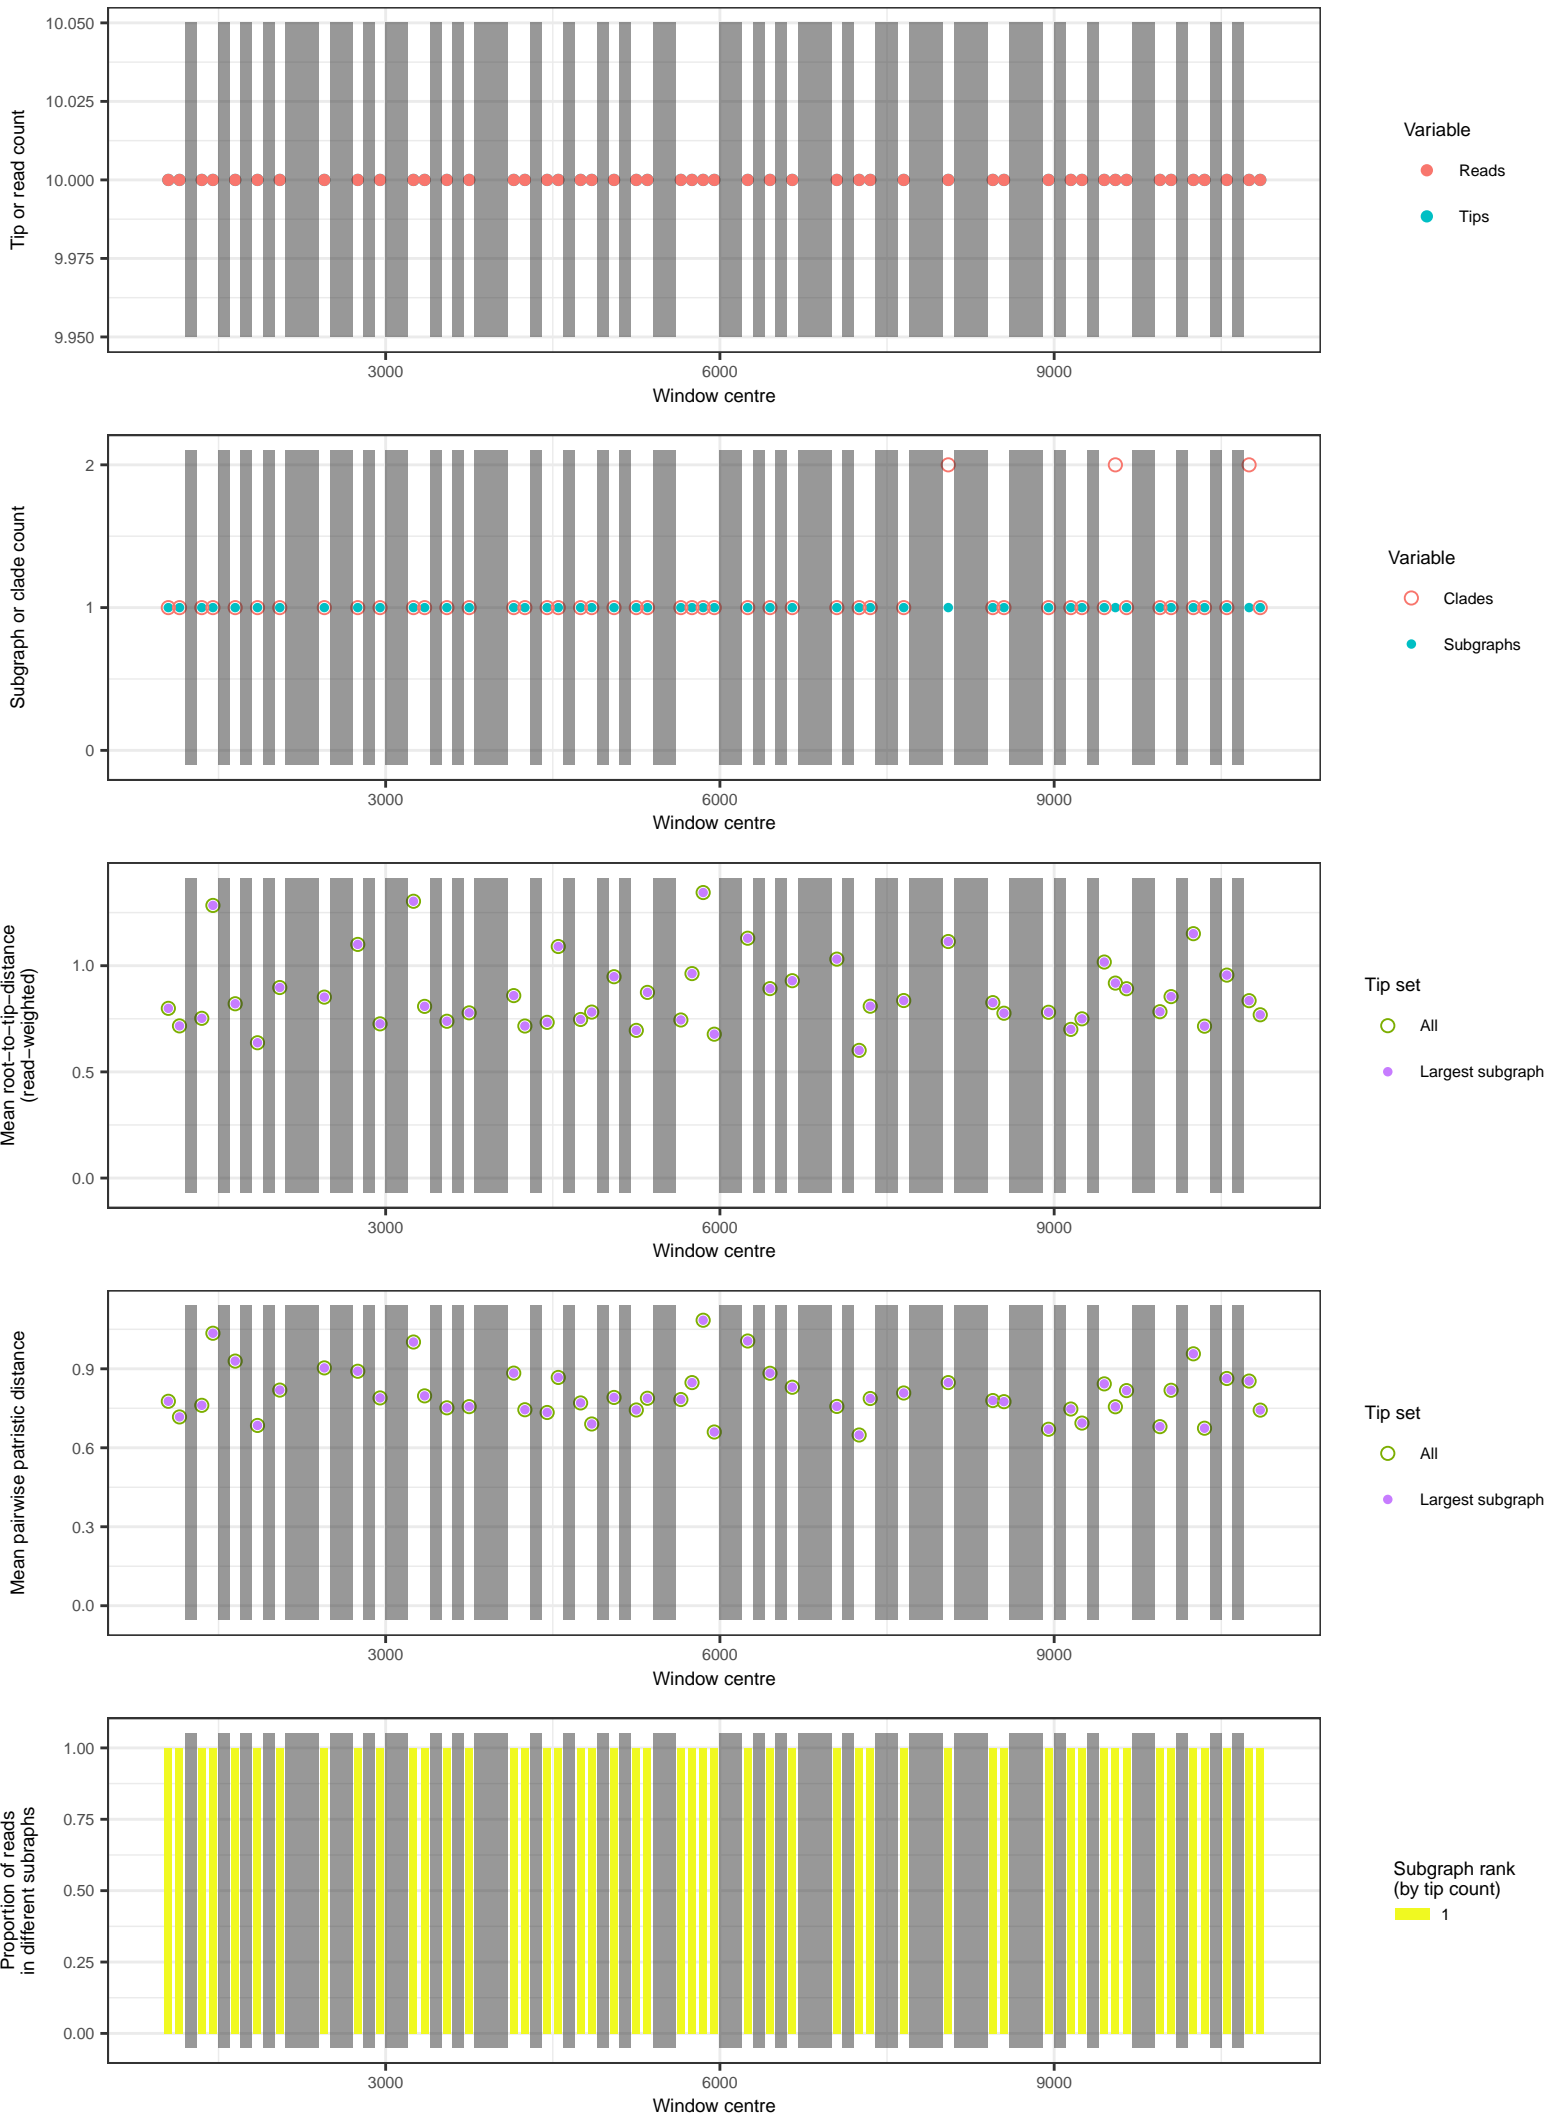 10.050
10.025
10.000
9.975
9.950
Tip or read count
3000
6000
9000
Window centre
Variable
Reads
Tips
2
1
0
Subgraph or clade count
3000
6000
9000
Window centre
Variable
Clades
Subgraphs
1.0
0.5
0.0
Mean root−to−tip−distance
(read−weighted)
3000
6000
9000
Window centre
Tip set
All
Largest subgraph
0.9
0.6
0.3
0.0
Mean pairwise patristic distance
3000
6000
9000
Window centre
Tip set
All
Largest subgraph
1.00
0.75
0.50
0.25
0.00
Proportion of reads
in different subraphs
3000
6000
9000
Window centre
Subgraph rank
(by tip count)
1